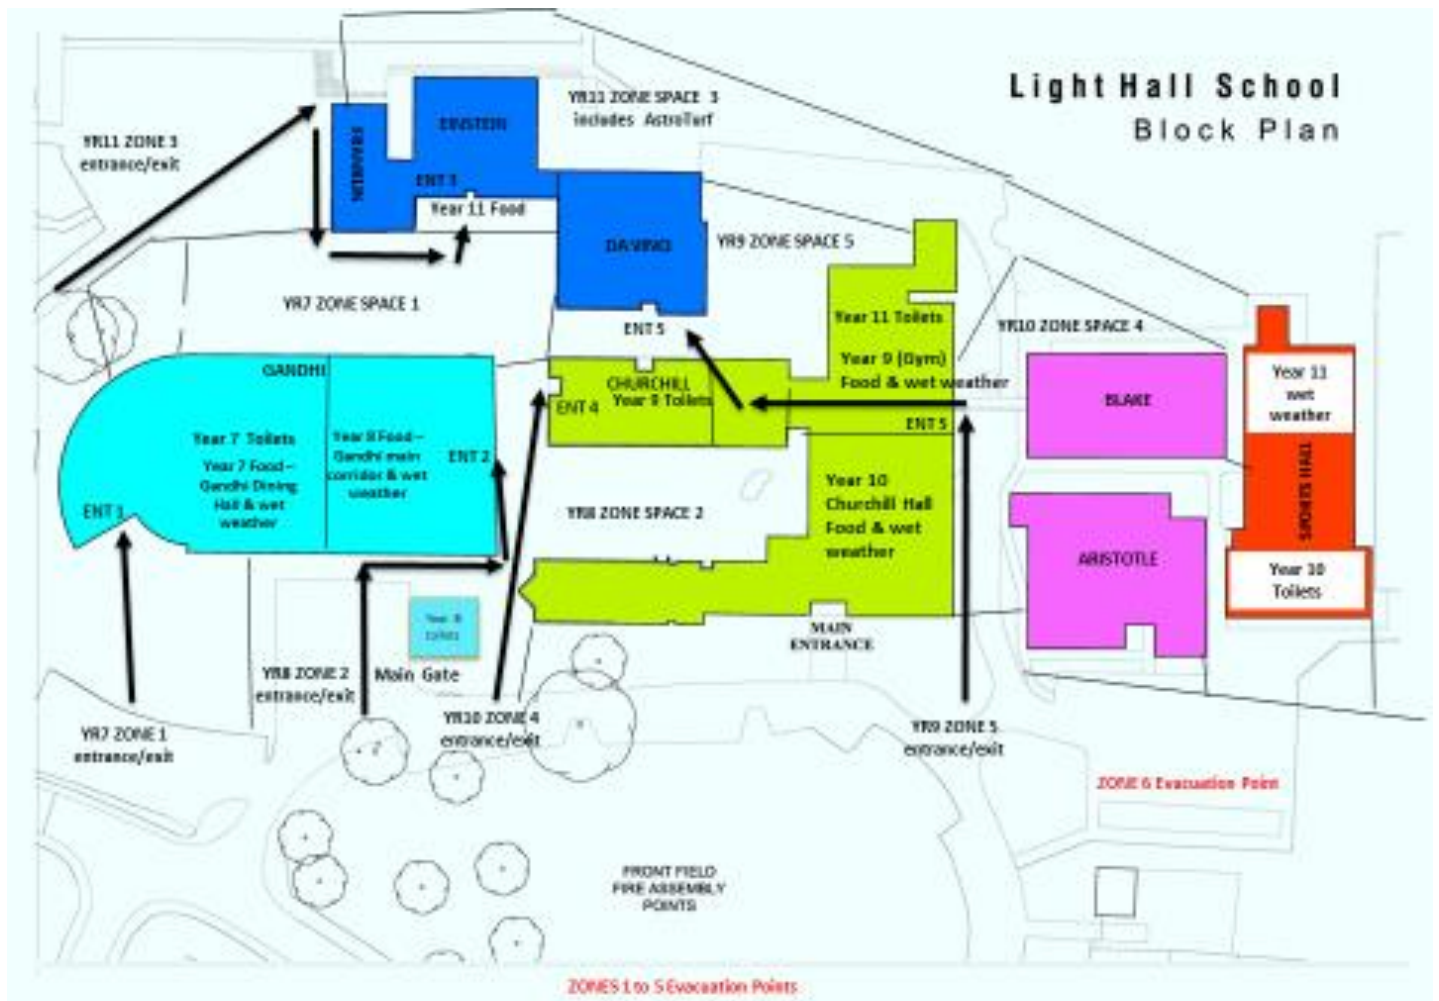 Light Hall School
Block Plan
YR11 ZONE SPACE 3
includes AstroTurf
EINSTEIN
FRANKLIN
YR11 ZONE 3
entrance/exit
ENT 3
Year 11 Food
DA VINCI
YR9 ZONE SPACE 5
YR7 ZONE SPACE 1
ENT 5
Year 11 Toilets
YR10 ZONE SPACE 4
Year 9 (Gym)
Food & wet weather
GANDHI
CHURCHILL
Year 9 Toilets
ENT 4
ENT 5
BLAKE
Year 11
wet
weather
SPORTS HALL
Year 7 Toilets
Year 7 Food –
Gandhi Dining
Hall & wet
weather
Year 8 Food –
Gandhi main
corridor & wet
weather
ENT 2
ENT 1
YR8 ZONE SPACE 2
Year 10
Churchill Hall
Food & wet
weather
ARISTOTLE
Year 10
Toilets
Year 8
toilets
MAIN
ENTRANCE
YR8 ZONE 2
entrance/exit
Main Gate
YR7 ZONE 1
entrance/exit
YR10 ZONE 4
entrance/exit
YR9 ZONE 5
entrance/exit
ZONE 6 Evacuation Point
FRONT FIELD
FIRE ASSEMBLY
POINTS
ZONES 1 to 5 Evacuation Points